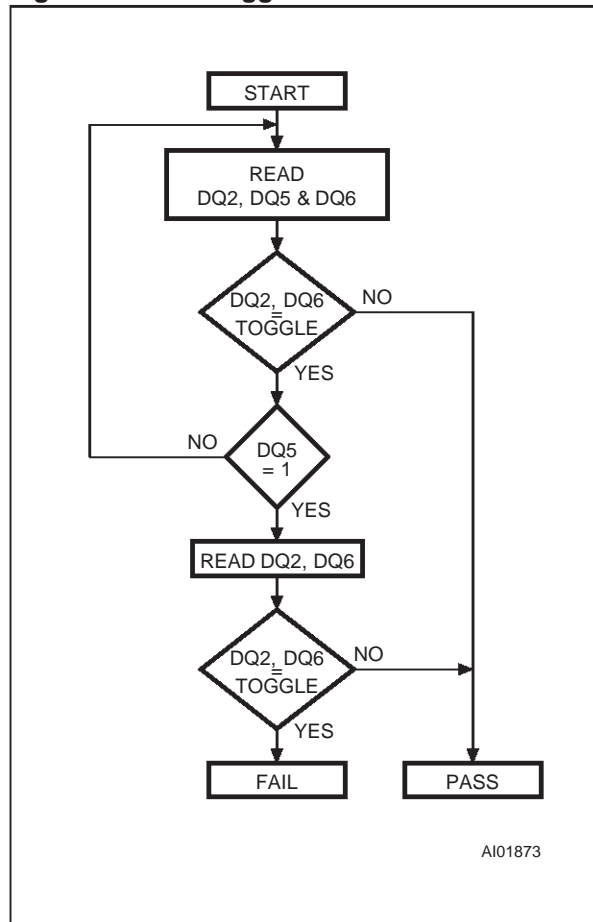 START
READ
DQ2, DQ5 & DQ6
DQ2, DQ6
=
TOGGLE
NO
YES
NO
DQ5
= 1
YES
READ DQ2, DQ6
DQ2, DQ6
=
TOGGLE
NO
YES
FAIL
PASS
AI01873